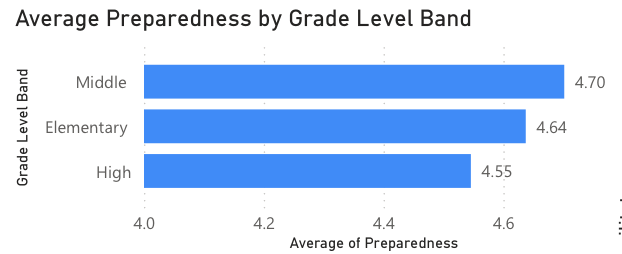 Average Preparedness by Grade Level Band
Grade Level Band
Middle 4.70
Elementary 4.64
High 4.55
4.0 4.2 4.4 4.6
Average of Preparedness